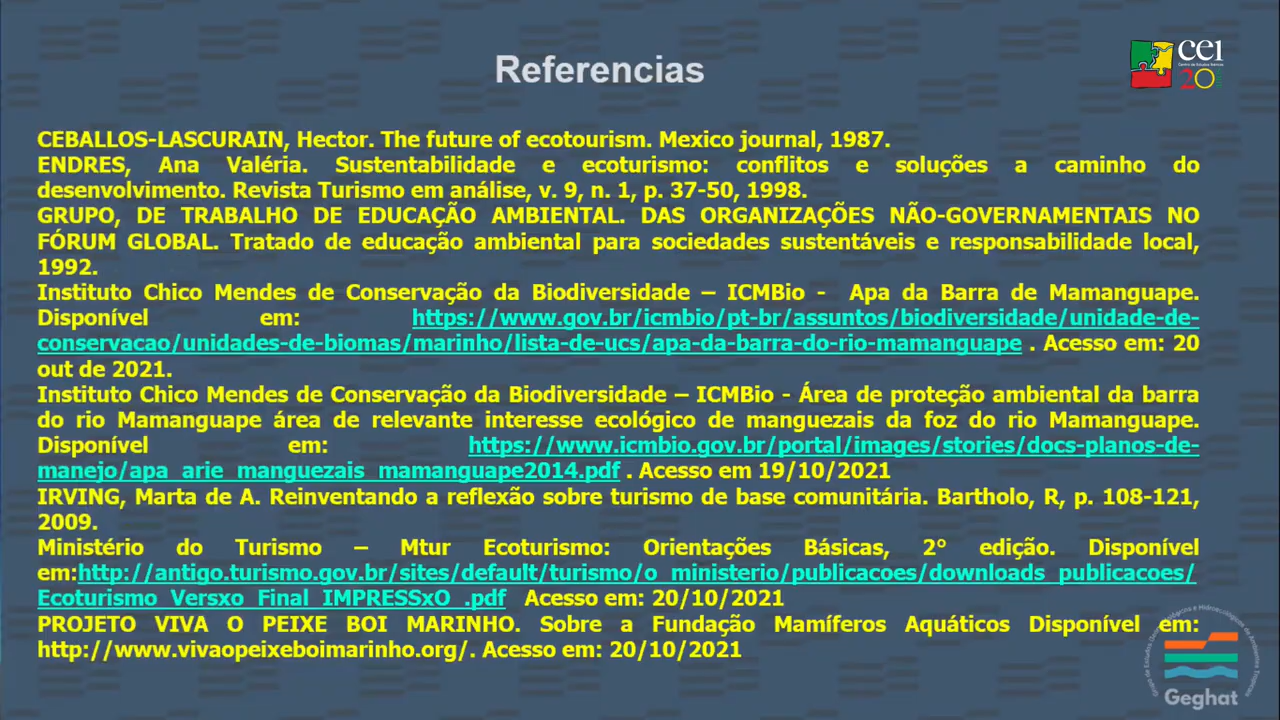 Referencias
cei
Centro de Estudos Ibéricos
20
CEBALLOS-LASCURAIN, Hector. The future of ecotourism. Mexico journal, 1987.
ENDRES, Ana Valéria. Sustentabilidade e ecoturismo: conflitos e soluções a caminho do
desenvolvimento. Revista Turismo em análise, v. 9, n. 1, p. 37-50, 1998.
GRUPO, DE TRABALHO DE EDUCAÇÃO AMBIENTAL. DAS ORGANIZAÇÕES NÃO-GOVERNAMENTAIS NO
FÓRUM GLOBAL. Tratado de educação ambiental para sociedades sustentáveis e responsabilidade local,
1992.
Instituto Chico Mendes de Conservação da Biodiversidade – ICMBio - Apa da Barra de Mamanguape.
Disponível em: https://www.gov.br/icmbio/pt-br/assuntos/biodiversidade/unidade-de-
conservacao/unidades-de-biomas/marinho/lista-de-ucs/apa-da-barra-do-rio-mamanguape . Acesso em: 20
out de 2021.
Instituto Chico Mendes de Conservação da Biodiversidade – ICMBio - Área de proteção ambiental da barra
do rio Mamanguape área de relevante interesse ecológico de manguezais da foz do rio Mamanguape.
Disponível em: https://www.icmbio.gov.br/portal/images/stories/docs-planos-de-
manejo/apa_arie_manguezais_mamanguape2014.pdf . Acesso em 19/10/2021
IRVING, Marta de A. Reinventando a reflexão sobre turismo de base comunitária. Bartholo, R, p. 108-121,
2009.
Ministério do Turismo – Mtur Ecoturismo: Orientações Básicas, 2° edição. Disponível
em:http://antigo.turismo.gov.br/sites/default/turismo/o_ministerio/publicacoes/downloads_publicacoes/
Ecoturismo_Versxo_Final_IMPRESSxO_.pdf Acesso em: 20/10/2021
PROJETO VIVA O PEIXE BOI MARINHO. Sobre a Fundação Mamíferos Aquáticos Disponível em:
http://www.vivaopeixeboimarinho.org/. Acesso em: 20/10/2021
Geghat